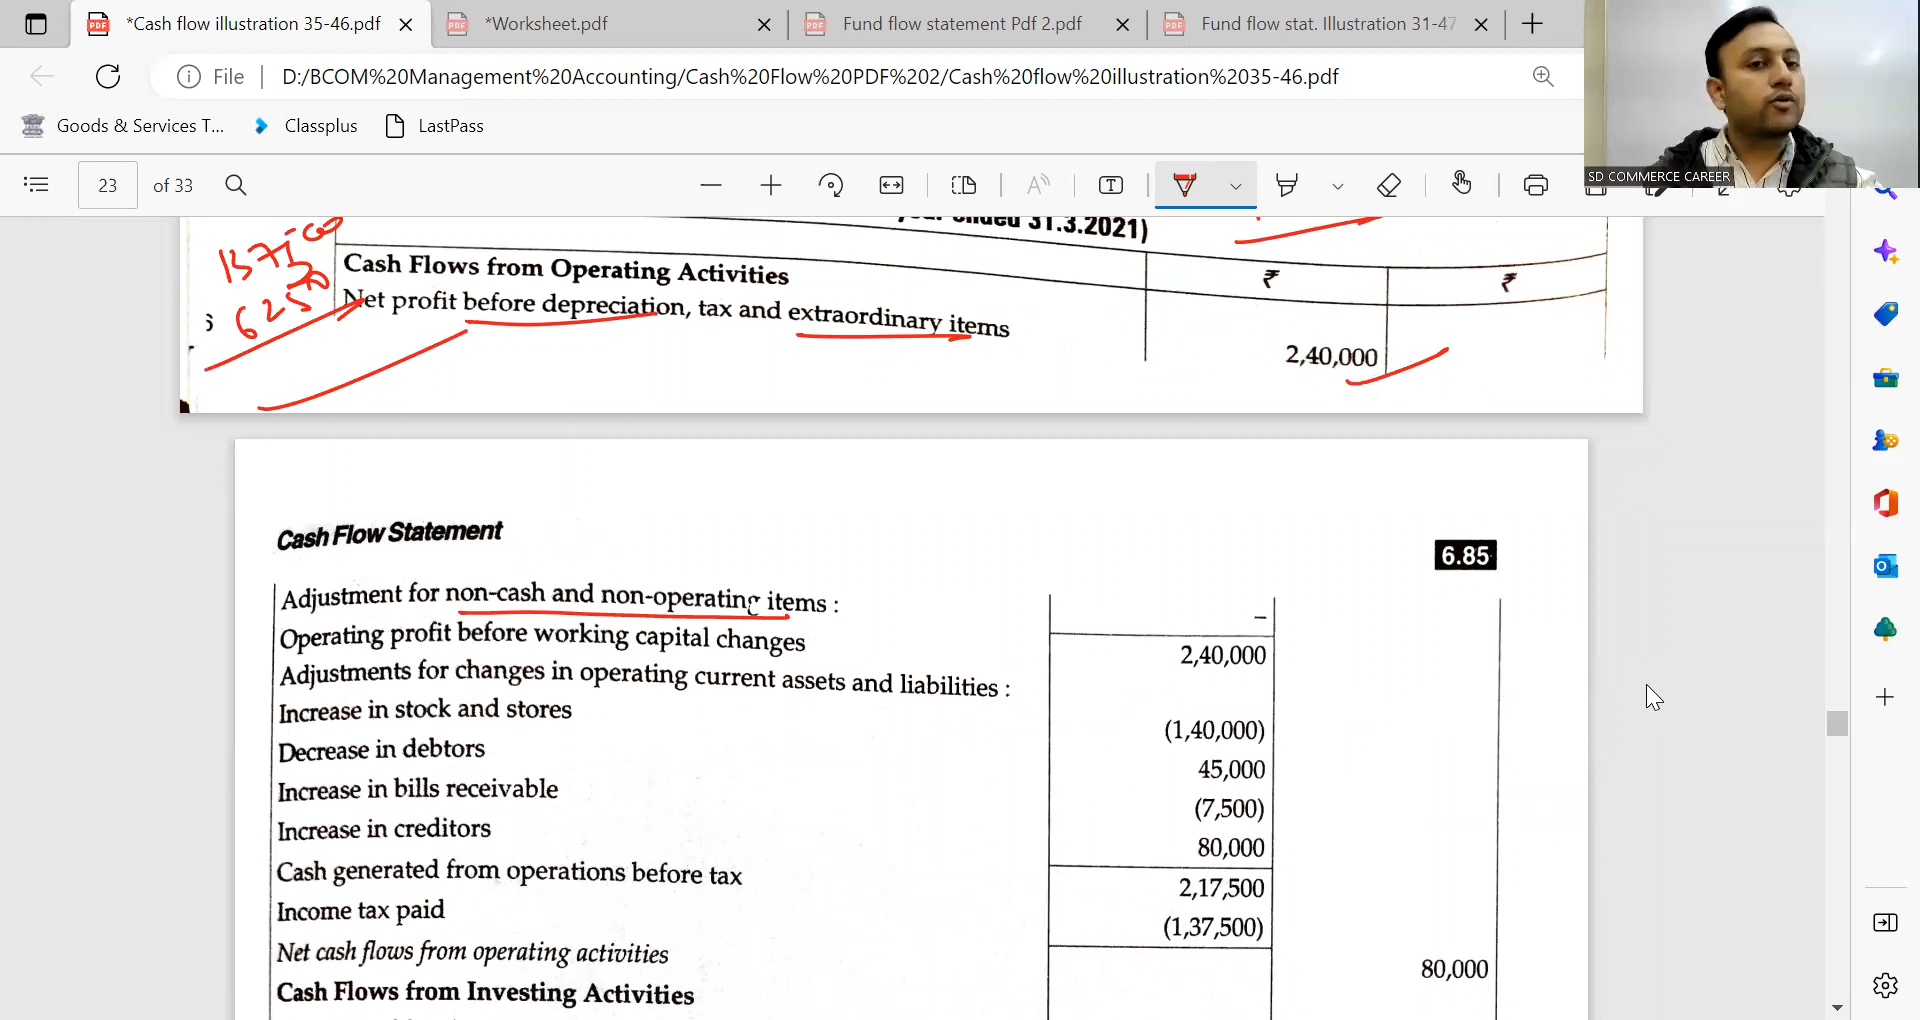 *Cash flow illustration 35-46.pdf
*Worksheet.pdf
Fund flow statement Pdf 2.pdf
Fund flow stat. Illustration 31-47
File
D:/BCOM%20Management%20Accounting/Cash%20Flow%20PDF%202/Cash%20flow%20illustration%2035-46.pdf
Goods & Services T...
Classplus
LastPass
SD COMMERCE CAREER
23 of 33
ended 31.3.2021)
Cash Flows from Operating Activities ₹ ₹
Net profit before depreciation, tax and extraordinary items
2,40,000
Cash Flow Statement
6.85
Adjustment for non-cash and non-operating items : –
Operating profit before working capital changes 2,40,000
Adjustments for changes in operating current assets and liabilities :
Increase in stock and stores (1,40,000)
Decrease in debtors 45,000
Increase in bills receivable (7,500)
Increase in creditors 80,000
Cash generated from operations before tax 2,17,500
Income tax paid (1,37,500)
Net cash flows from operating activities 80,000
Cash Flows from Investing Activities